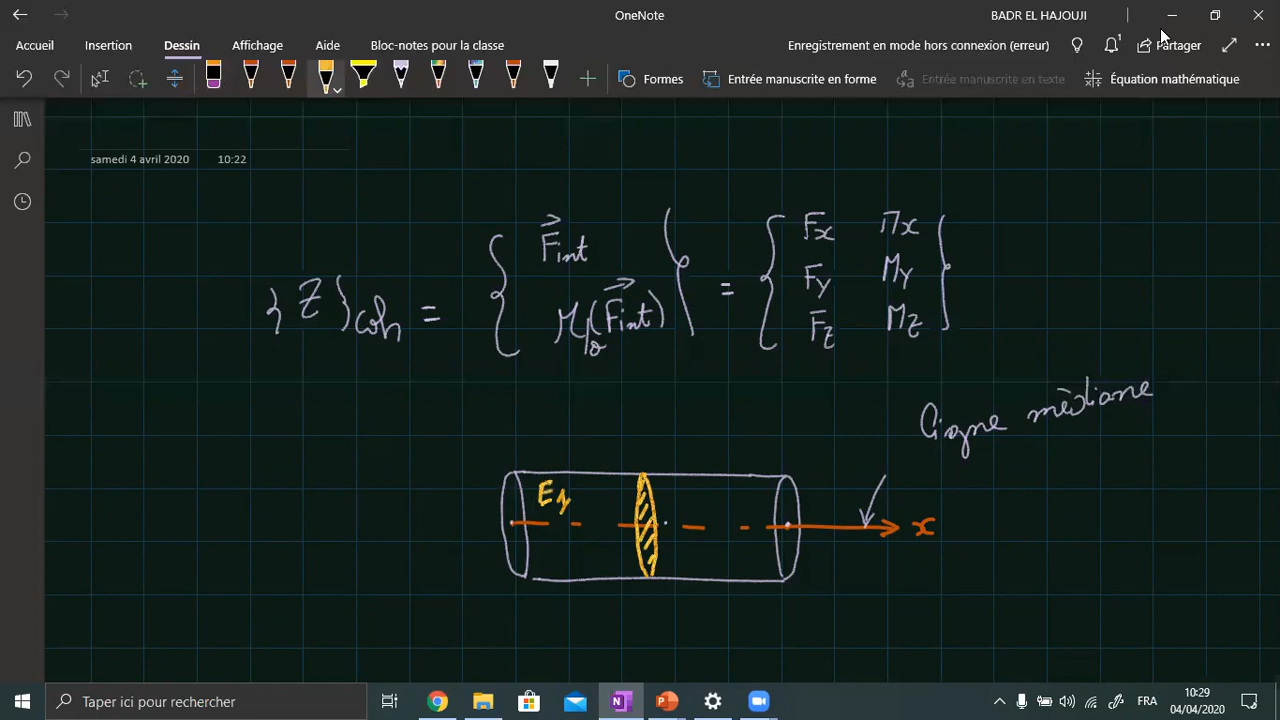 OneNote
BADR EL HAJOUJI
Accueil Insertion Dessin Affichage Aide Bloc-notes pour la classe Enregistrement en mode hors connexion (erreur) 1 Partager
Formes Entrée manuscrite en forme Entrée manuscrite en texte Équation mathématique
samedi 4 avril 2020 10:22
{Z}coh = { F⃗int M/o(F⃗int) } = { Fx Mx
Fy My
Fz Mz }
Ligne médiane
x
Taper ici pour rechercher
FRA
10:29
04/04/2020